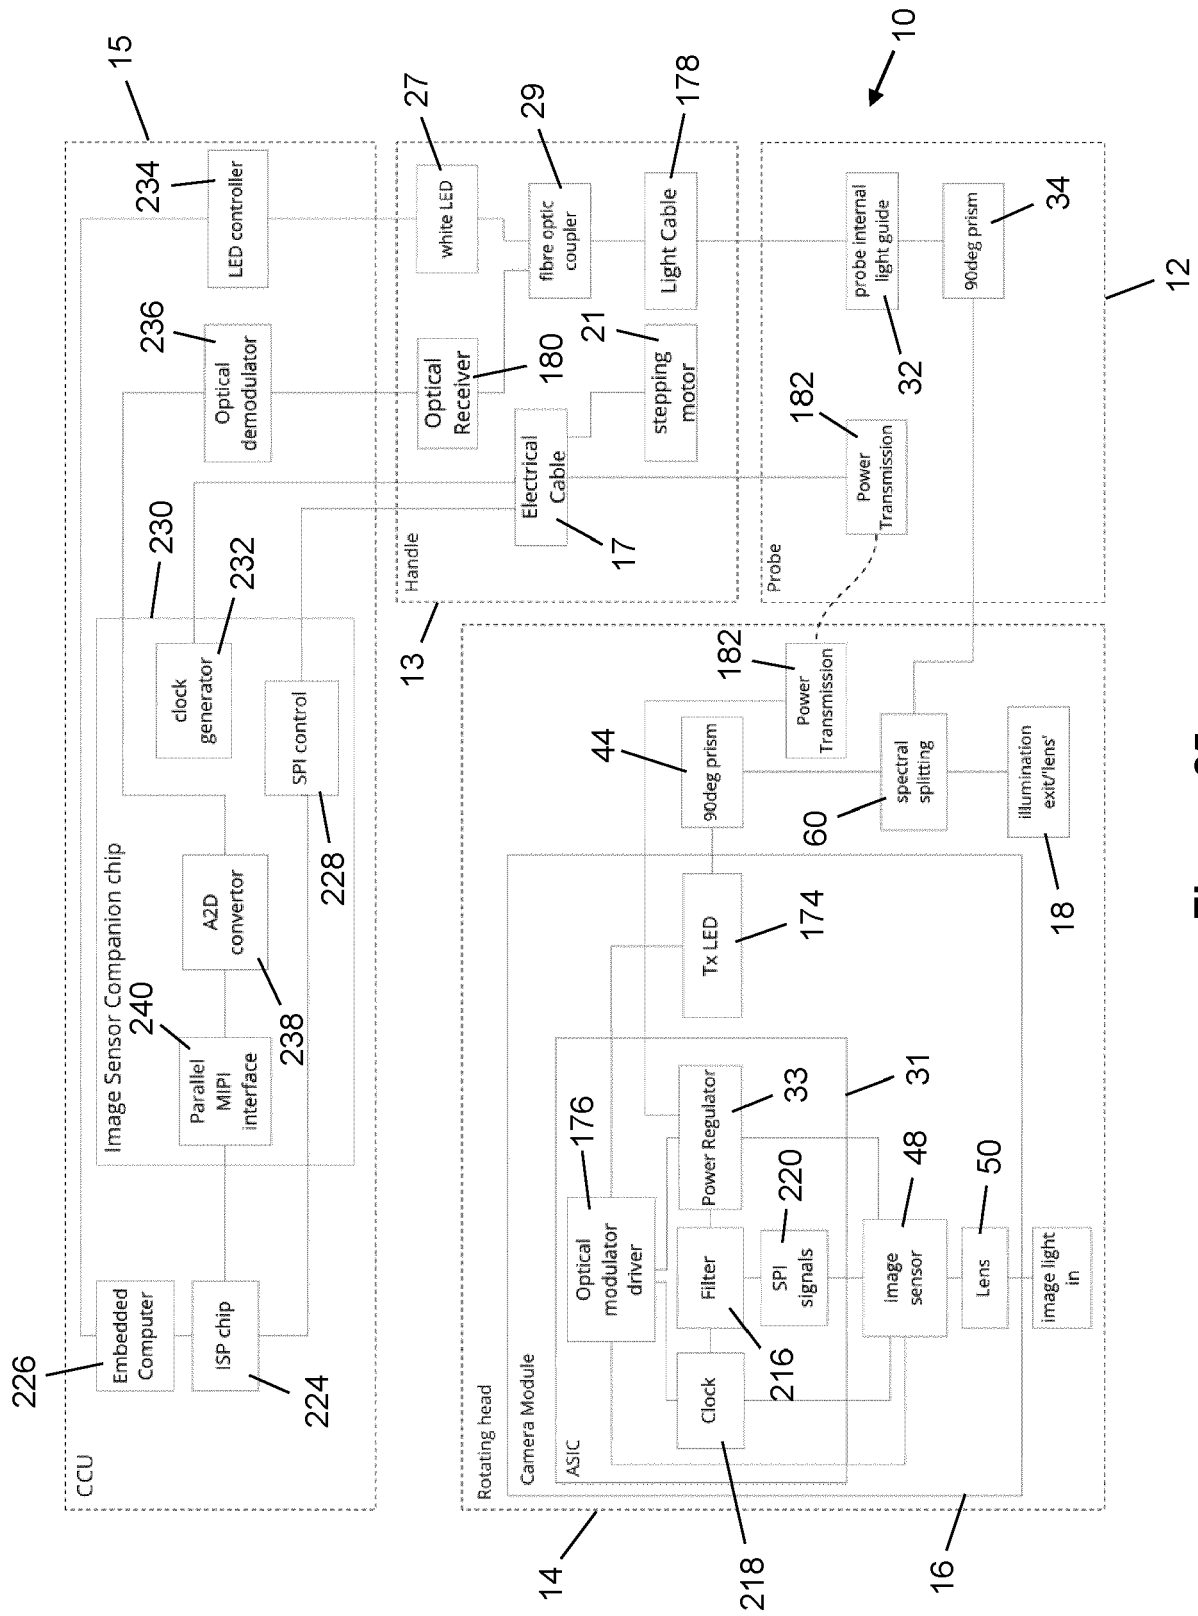 15
CCU
226
Embedded
Computer
ISP chip
224
Image Sensor Companion chip
230
240
Parallel
MIPI
interface
A2D
convertor
238
clock
generator
232
SPI control
228
236
Optical
demodulator
234
LED controller
Handle
13
Optical
Receiver
180
white LED
27
Electrical
Cable
17
fibre optic
coupler
29
21
stepping
motor
Light Cable
178
10
Probe
182
Power
Transmission
probe internal
light guide
32
90deg prism
34
12
Rotating head
14
Camera Module
16
ASIC
31
176
Optical
modulator
driver
Power Regulator
33
Filter
216
Clock
218
220
SPI
signals
Image
sensor
48
Lens
50
image light
in
Tx LED
174
44
90deg prism
182
Power
Transmission
60
spectral
splitting
illumination
exit/'lens'
18